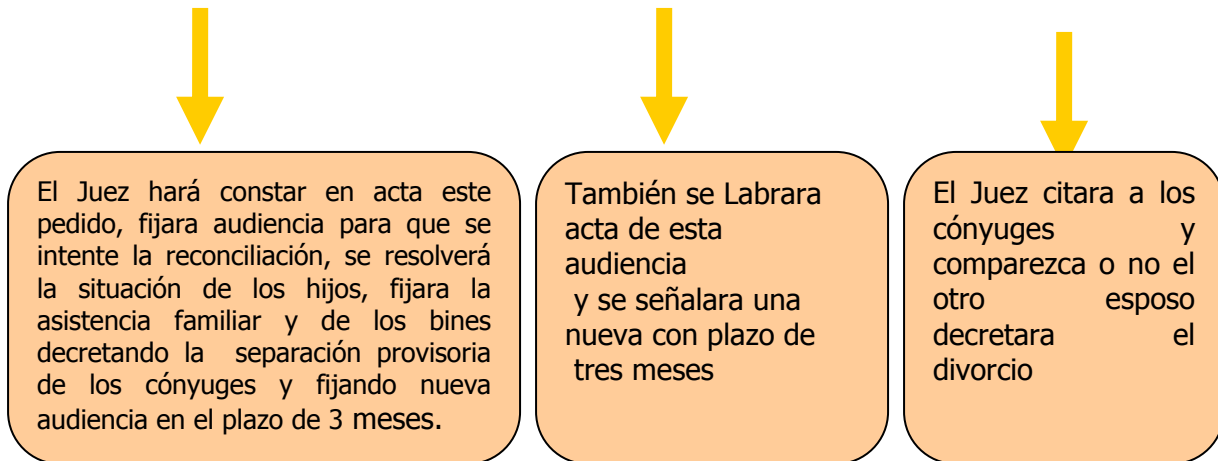 El Juez hará constar en acta este
pedido, fijara audiencia para que se
intente la reconciliación, se resolverá
la situación de los hijos, fijara la
asistencia familiar y de los bines
decretando la separación provisoria
de los cónyuges y fijando nueva
audiencia en el plazo de 3 meses.
También se Labrara
acta de esta
audiencia
y se señalara una
nueva con plazo de
tres meses
El Juez citara a los
cónyuges y
comparezca o no el
otro esposo
decretara el
divorcio